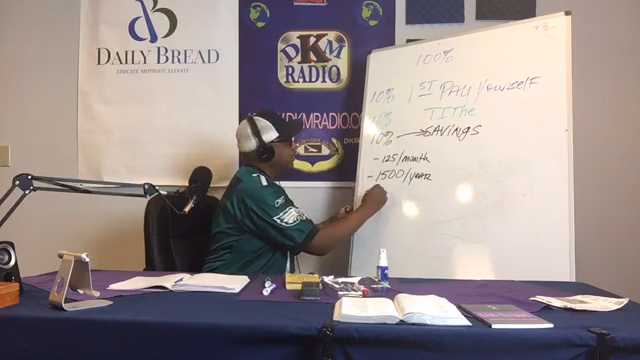 DAILY BREAD
EDUCATE MOTIVATE ELEVATE
DKM
RADIO
.DKMRADIO.CO
100%
10% 1ST PAY YourselF
10% TITHe
10% → SAVINGS
- 125/month
- 1500/year